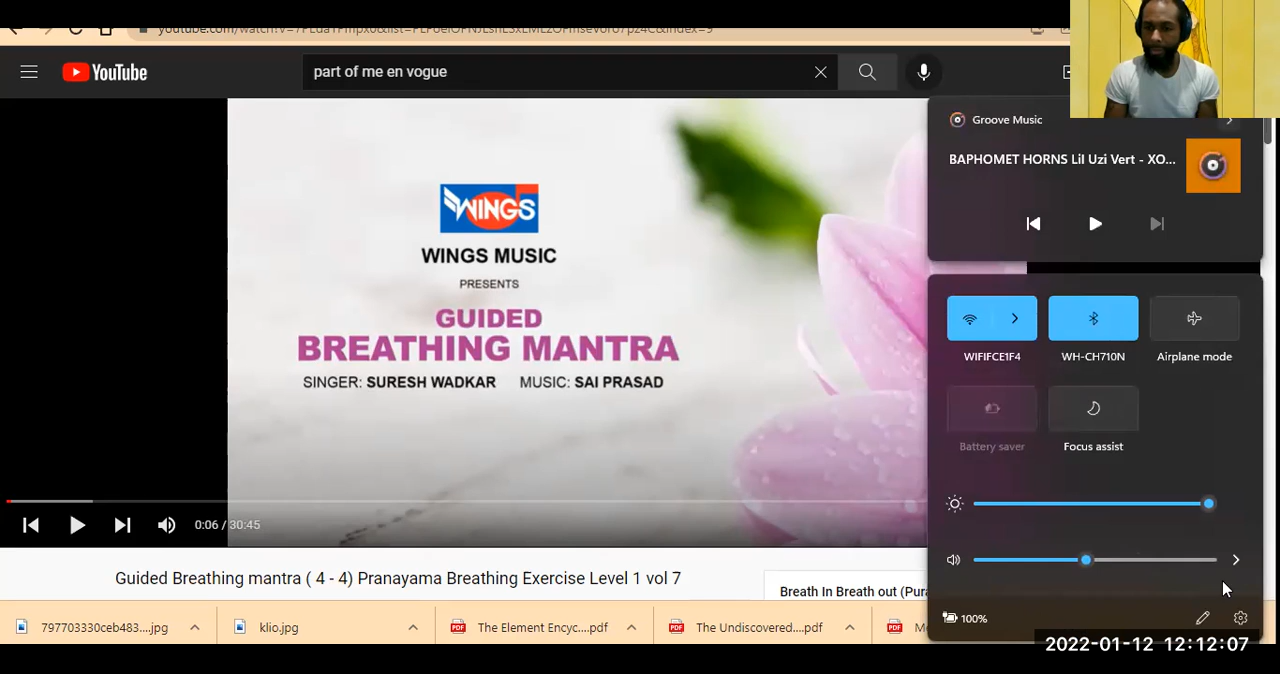 YouTube
part of me en vogue
WINGS
WINGS MUSIC
PRESENTS
GUIDED
BREATHING MANTRA
SINGER: SURESH WADKAR MUSIC: SAI PRASAD
0:06 / 30:45
Guided Breathing mantra ( 4 - 4) Pranayama Breathing Exercise Level 1 vol 7
Breath In Breath out (Pura
797703330ceb483....jpg
klio.jpg
The Element Encyc....pdf
The Undiscovered....pdf
Groove Music
BAPHOMET HORNS Lil Uzi Vert - XO...
WIFIFCE1F4
WH-CH710N
Airplane mode
Battery saver
Focus assist
100%
2022-01-12 12:12:07